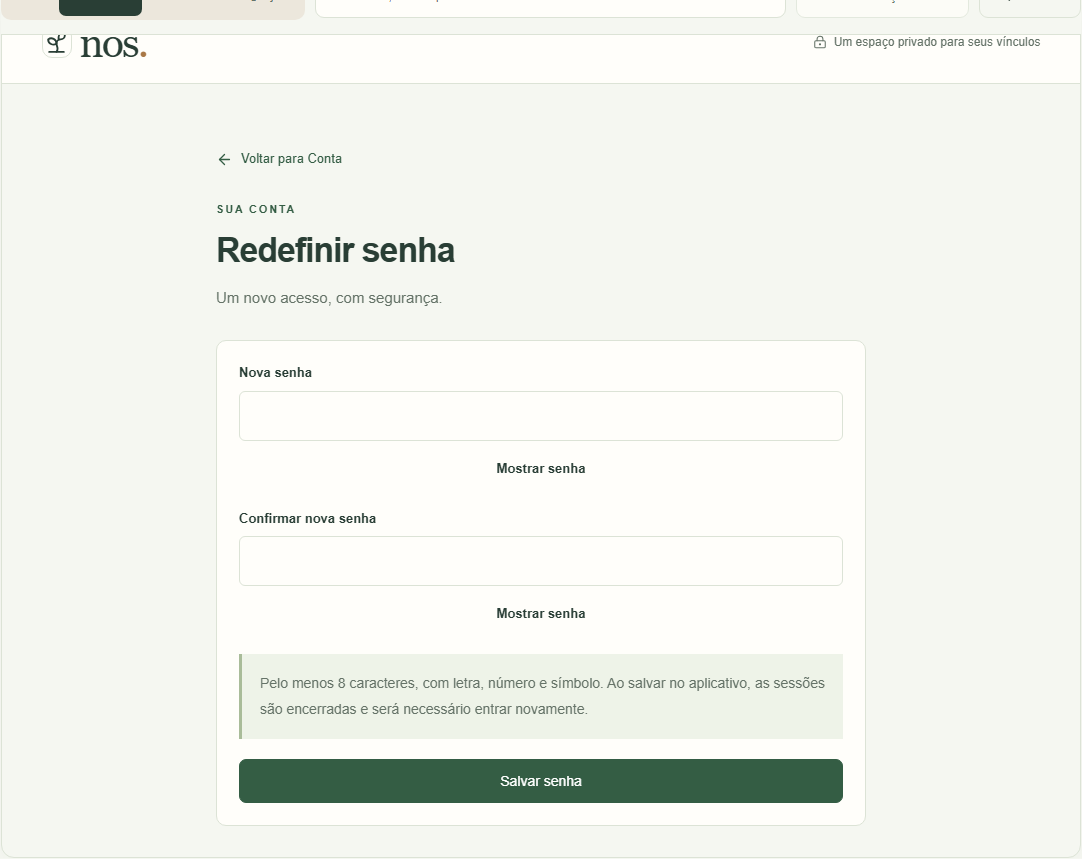 nos.
Um espaço privado para seus vínculos
Voltar para Conta
SUA CONTA
Redefinir senha
Um novo acesso, com segurança.
Nova senha
Mostrar senha
Confirmar nova senha
Mostrar senha
Pelo menos 8 caracteres, com letra, número e símbolo. Ao salvar no aplicativo, as sessões
são encerradas e será necessário entrar novamente.
Salvar senha